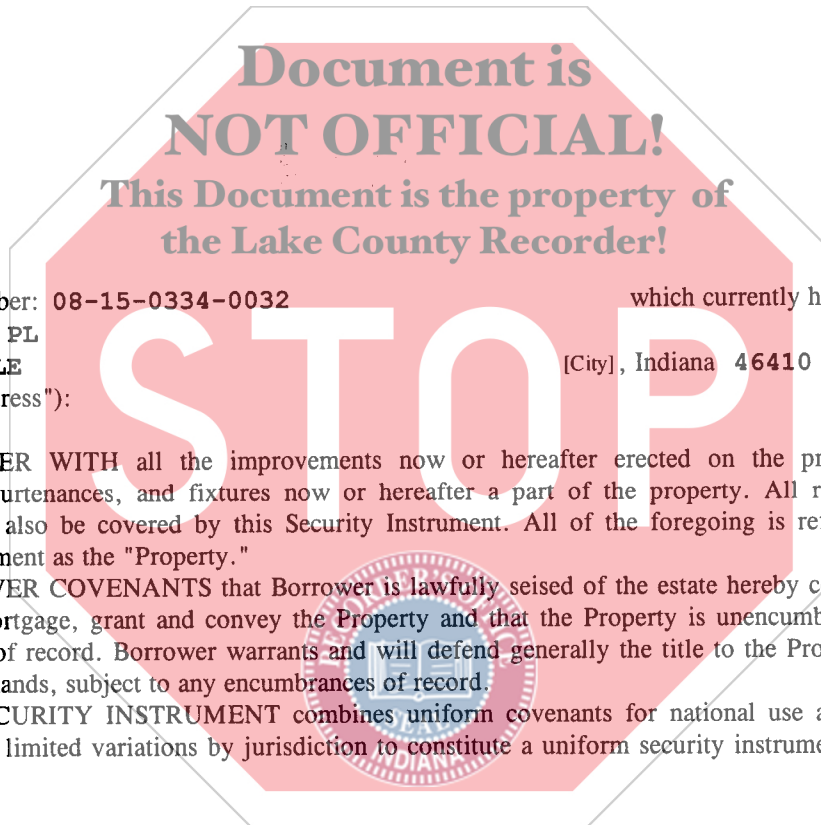 Document is
NOT OFFICIAL!
This Document is the property of
the Lake County Recorder!
ber: 08-15-0334-0032 which currently h
PL
LE [City], Indiana 46410
ress"):
STOP
ER WITH all the improvements now or hereafter erected on the pr
urtenances, and fixtures now or hereafter a part of the property. All r
also be covered by this Security Instrument. All of the foregoing is re
ment as the "Property."
VER COVENANTS that Borrower is lawfully seised of the estate hereby c
ortgage, grant and convey the Property and that the Property is unencumb
of record. Borrower warrants and will defend generally the title to the Pro
ands, subject to any encumbrances of record.
CURITY INSTRUMENT combines uniform covenants for national use a
limited variations by jurisdiction to constitute a uniform security instrume
RECORDER'S OFFICE
SEAL
INDIANA